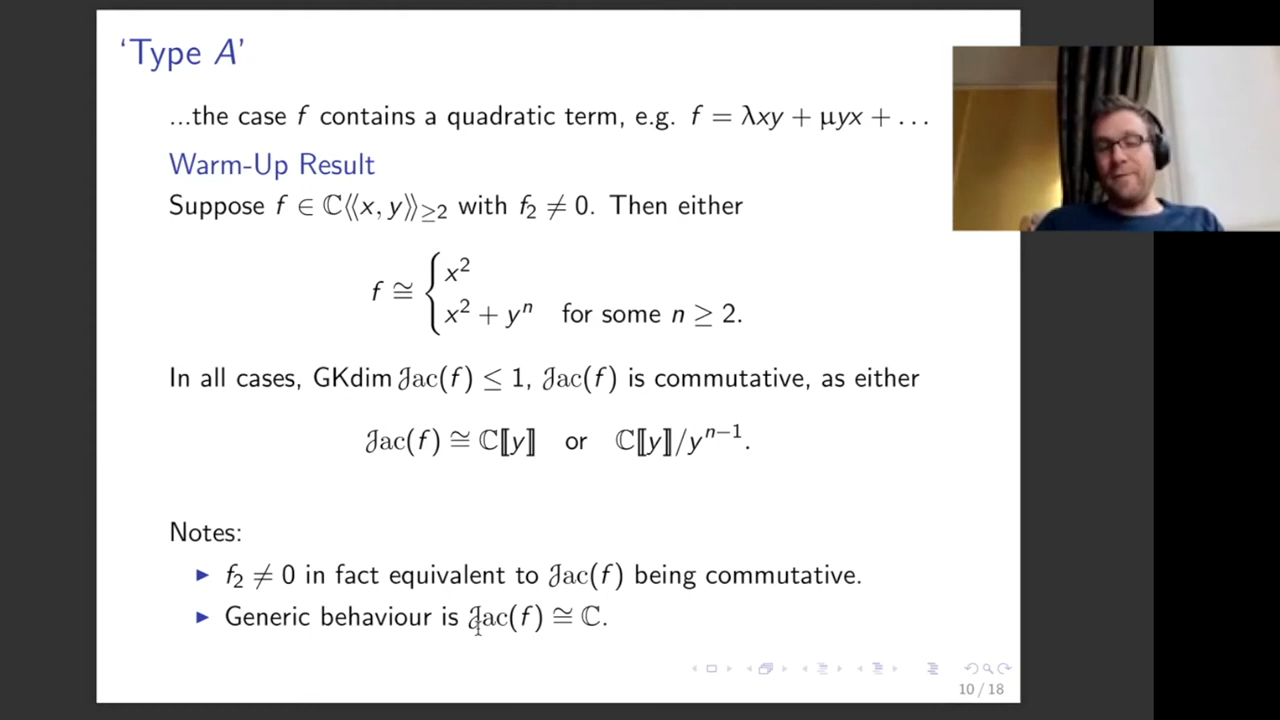 ‘Type A’
...the case f contains a quadratic term, e.g. f = λxy + μyx + ...
Warm-Up Result
Suppose f ∈ ℂ⟨⟨x, y⟩⟩≥2 with f₂ ≠ 0. Then either
f ≅ { x²
x² + yⁿ for some n ≥ 2.
In all cases, GKdim Jac(f) ≤ 1, Jac(f) is commutative, as either
Jac(f) ≅ ℂ⟦y⟧ or ℂ⟦y⟧/yⁿ⁻¹.
Notes:
▶ f₂ ≠ 0 in fact equivalent to Jac(f) being commutative.
▶ Generic behaviour is Jac(f) ≅ ℂ.
10 / 18